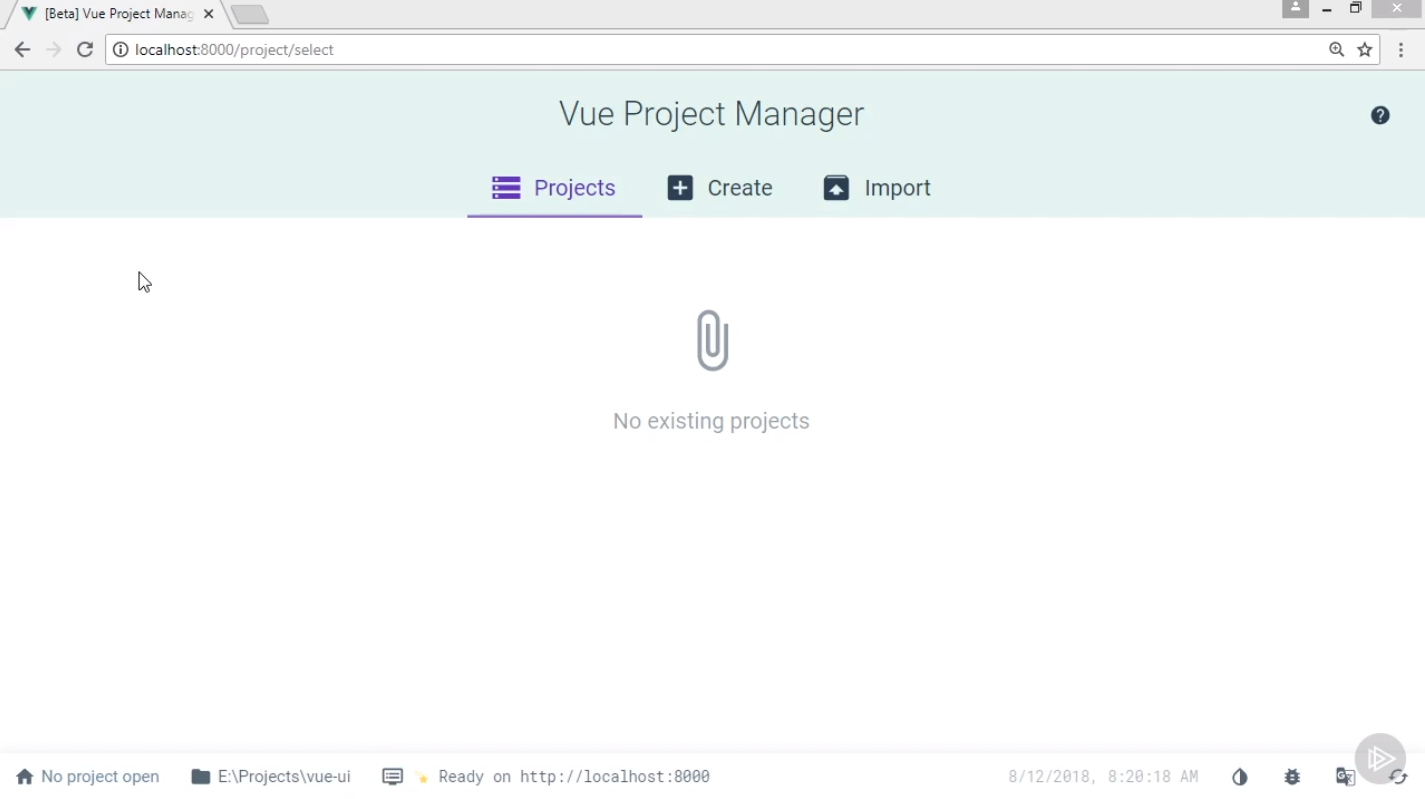 [Beta] Vue Project Manag
localhost:8000/project/select
Vue Project Manager
Projects
Create
Import
No existing projects
No project open
E:\Projects\vue-ui
Ready on http://localhost:8000
8/12/2018, 8:20:18 AM